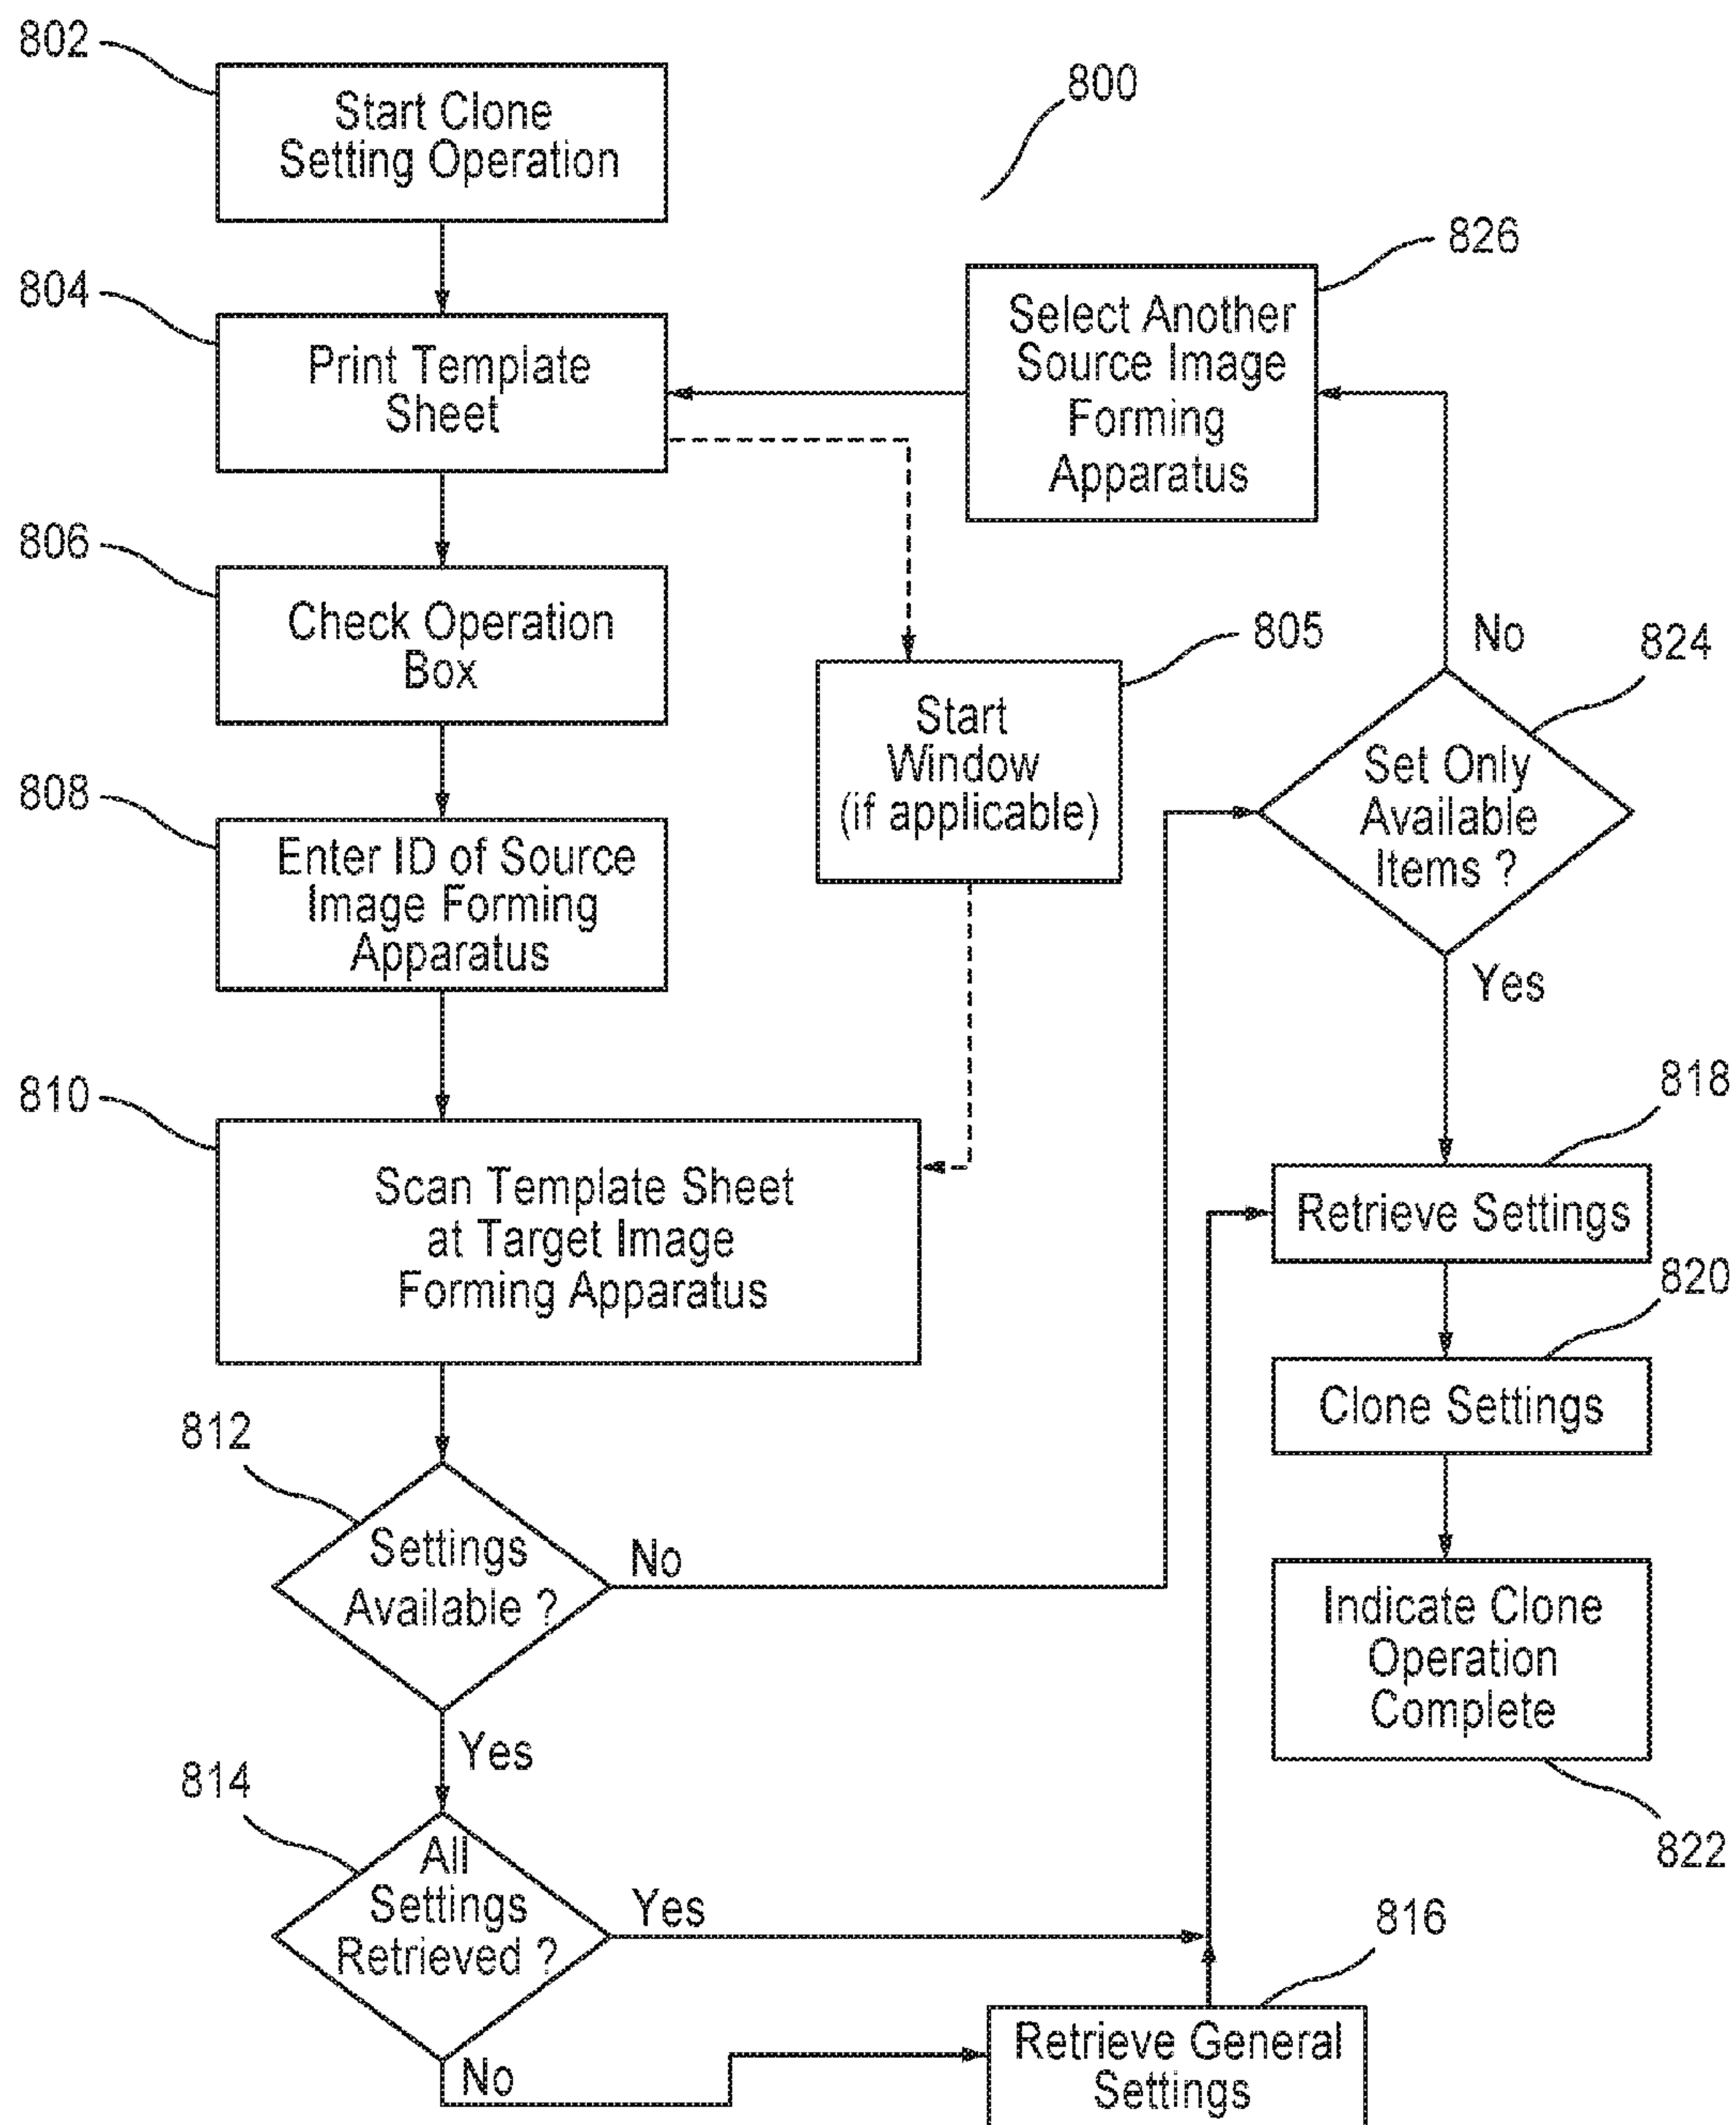 802
Start Clone
Setting Operation
800
804
Print Template
Sheet
826
Select Another
Source Image
Forming
Apparatus
806
Check Operation
Box
805
Start
Window
(if applicable)
No
824
Set Only
Available
Items ?
Yes
808
Enter ID of Source
Image Forming
Apparatus
810
Scan Template Sheet
at Target Image
Forming Apparatus
818
Retrieve Settings
820
Clone Settings
812
Settings
Available ?
No
Yes
Indicate Clone
Operation
Complete
822
814
All
Settings
Retrieved ?
Yes
No
816
Retrieve General
Settings